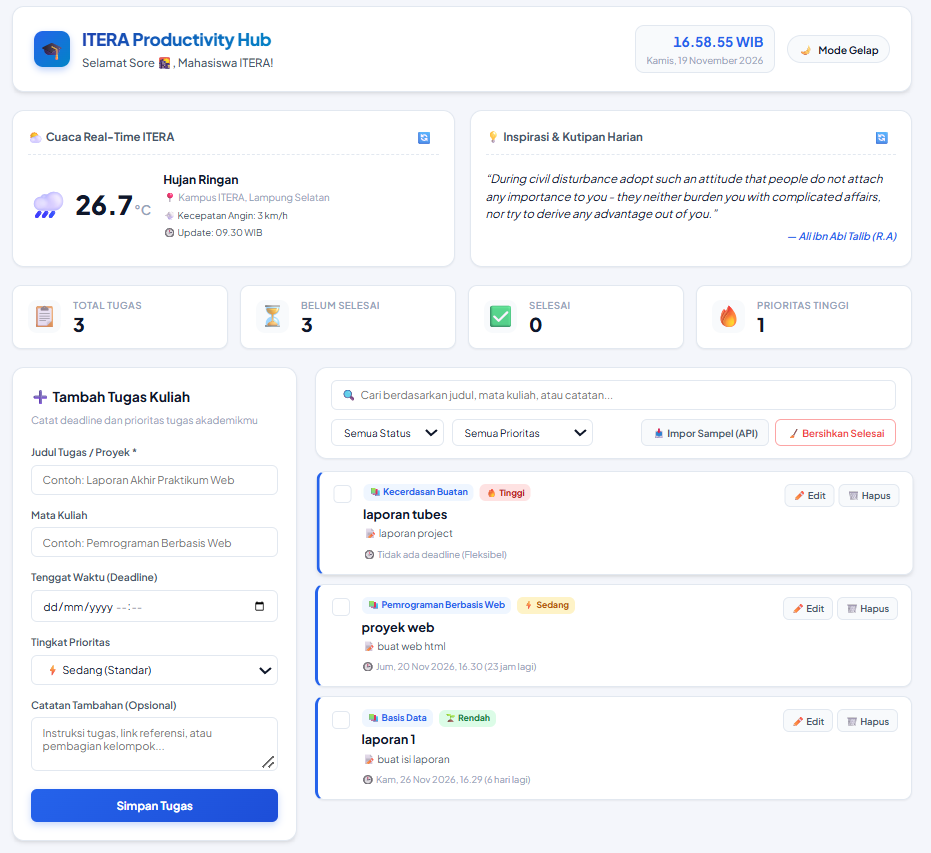 ITERA Productivity Hub
Selamat Sore 🌇, Mahasiswa ITERA!
16.58.55 WIB
Kamis, 19 November 2026
Mode Gelap
Cuaca Real-Time ITERA
Hujan Ringan
26.7°C
Kampus ITERA, Lampung Selatan
Kecepatan Angin: 3 km/h
Update: 09.30 WIB
Inspirasi & Kutipan Harian
"During civil disturbance adopt such an attitude that people do not attach
any importance to you - they neither burden you with complicated affairs,
nor try to derive any advantage out of you."
— Ali Ibn Abi Talib (R.A)
TOTAL TUGAS
3
BELUM SELESAI
3
SELESAI
0
PRIORITAS TINGGI
1
Tambah Tugas Kuliah
Catat deadline dan prioritas tugas akademikmu
Judul Tugas / Proyek *
Contoh: Laporan Akhir Praktikum Web
Mata Kuliah
Contoh: Pemrograman Berbasis Web
Tenggat Waktu (Deadline)
dd/mm/yyyy --:--
Tingkat Prioritas
Sedang (Standar)
Catatan Tambahan (Opsional)
Instruksi tugas, link referensi, atau
pembagian kelompok...
Simpan Tugas
Cari berdasarkan judul, mata kuliah, atau catatan...
Semua Status
Semua Prioritas
Impor Sampel (API)
Bersihkan Selesai
Kecerdasan Buatan
Tinggi
Edit
Hapus
laporan tubes
laporan project
Tidak ada deadline (Fleksibel)
Pemrograman Berbasis Web
Sedang
Edit
Hapus
proyek web
buat web html
Jum, 20 Nov 2026, 16.30 (23 jam lagi)
Basis Data
Rendah
Edit
Hapus
laporan 1
buat isi laporan
Kam, 26 Nov 2026, 16.29 (6 hari lagi)